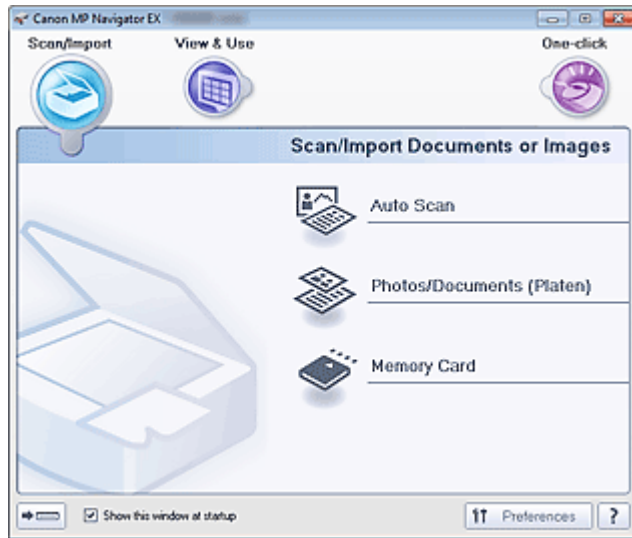 Canon MP Navigator EX
Scan/Import
View & Use
One-click
Scan/Import Documents or Images
Auto Scan
Photos/Documents (Platen)
Memory Card
Show this window at startup
Preferences
?